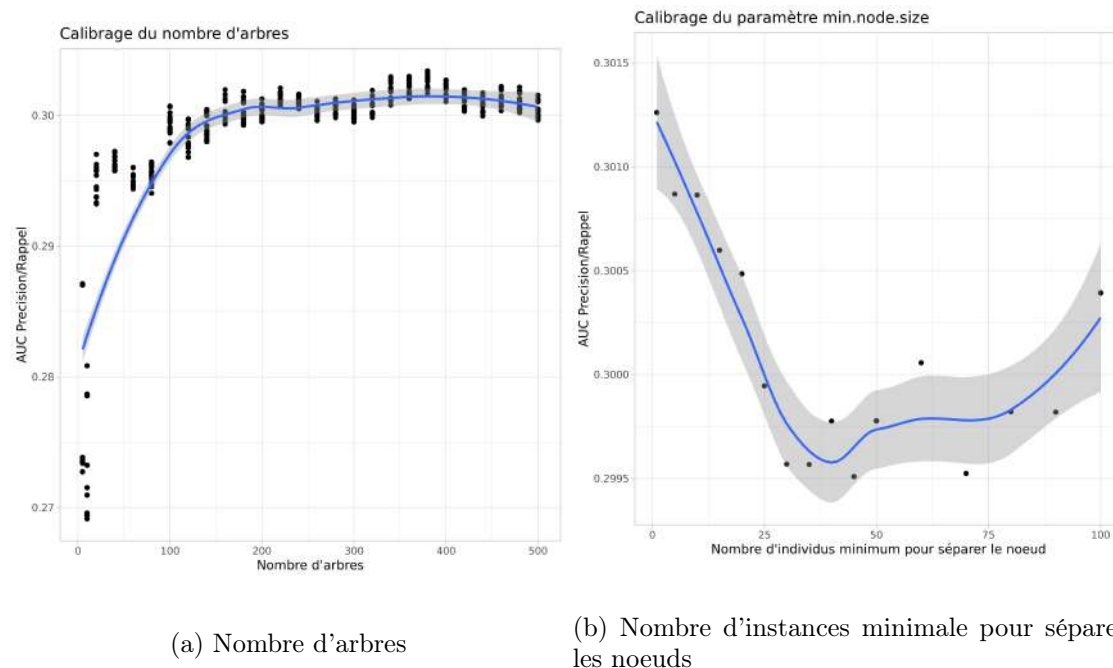 Calibrage du nombre d'arbres
AUC Precision/Rappel
0.30
0.29
0.28
0.27
0
100
200
300
400
500
Nombre d'arbres
(a) Nombre d'arbres
Calibrage du paramètre min.node.size
AUC Precision/Rappel
0.3015
0.3010
0.3005
0.3000
0.2995
0
25
50
75
100
Nombre d'individus minimum pour séparer le noeud
(b) Nombre d'instances minimale pour sépare
les noeuds